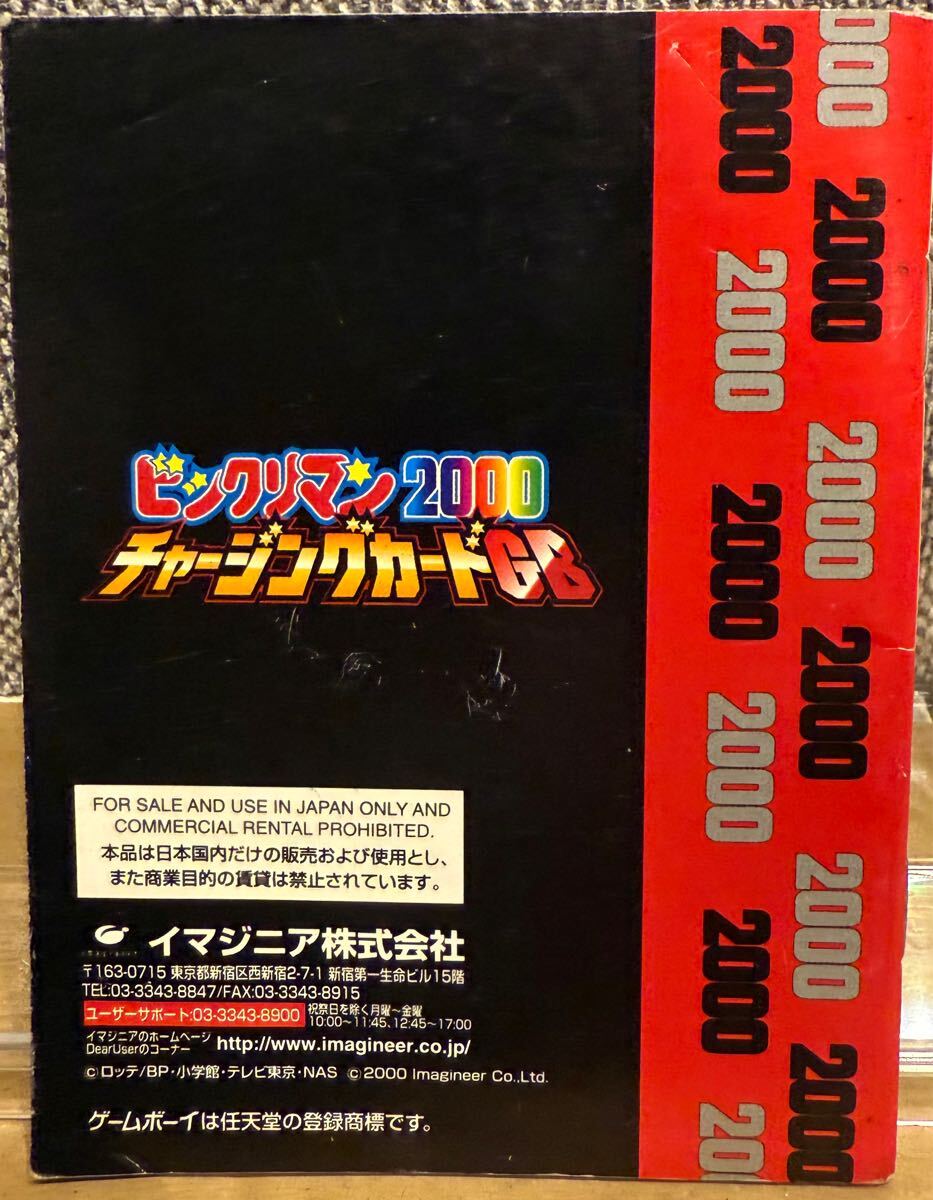 ビックリマン2000
チャージングカードGB
FOR SALE AND USE IN JAPAN ONLY AND
COMMERCIAL RENTAL PROHIBITED.
本品は日本国内だけの販売および使用とし、
また商業目的の賃貸は禁止されています。
イマジニア株式会社
〒163-0715 東京都新宿区西新宿2-7-1 新宿第一生命ビル15階
TEL:03-3343-8847/FAX:03-3343-8915
ユーザーサポート:03-3343-8900 祝祭日を除く月曜～金曜
10:00～11:45、12:45～17:00
イマジニアのホームページ
DearUserのコーナー http://www.imagineer.co.jp/
©ロッテ/BP・小学館・テレビ東京・NAS ©2000 Imagineer Co.,Ltd.
ゲームボーイは任天堂の登録商標です。
000
2000
2000
2000
2000
2000
2000
2000
2000
2000
2000
20